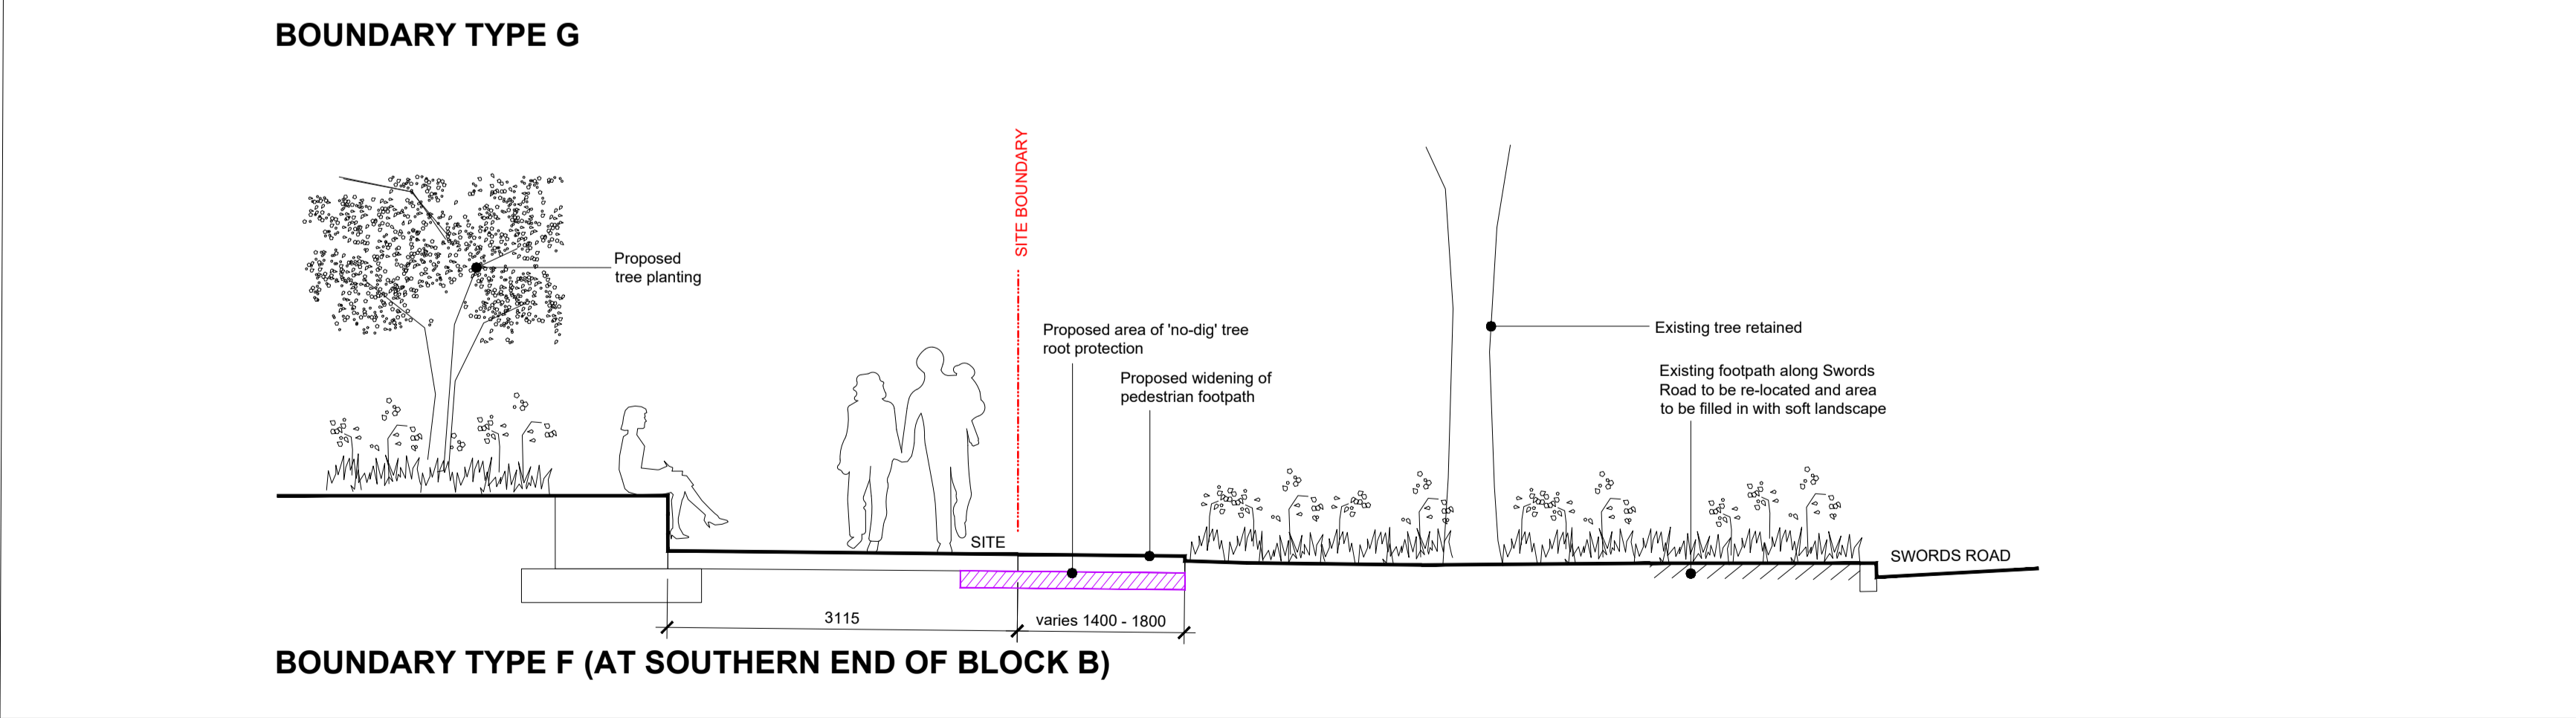 BOUNDARY TYPE G
SITE BOUNDARY
Proposed
tree planting
Proposed area of 'no-dig' tree
root protection
Proposed widening of
pedestrian footpath
Existing tree retained
Existing footpath along Swords
Road to be re-located and area
to be filled in with soft landscape
SITE
SWORDS ROAD
3115
varies 1400 - 1800
BOUNDARY TYPE F (AT SOUTHERN END OF BLOCK B)